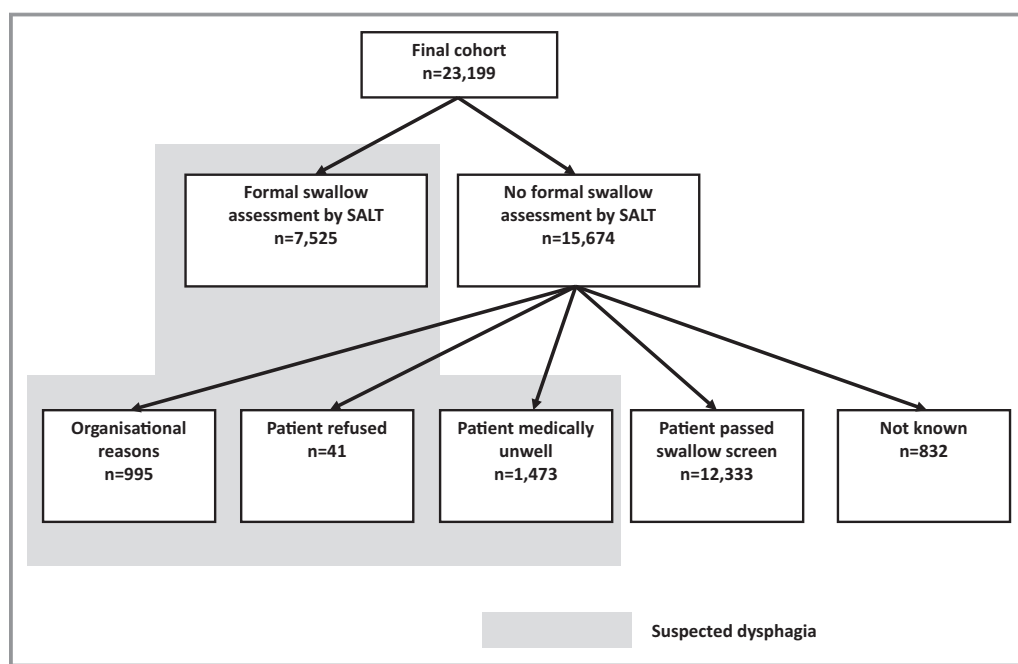 Final cohort
n=23,199
Formal swallow
assessment by SALT
n=7,525
No formal swallow
assessment by SALT
n=15,674
Organisational
reasons
n=995
Patient refused
n=41
Patient medically
unwell
n=1,473
Patient passed
swallow screen
n=12,333
Not known
n=832
Suspected dysphagia